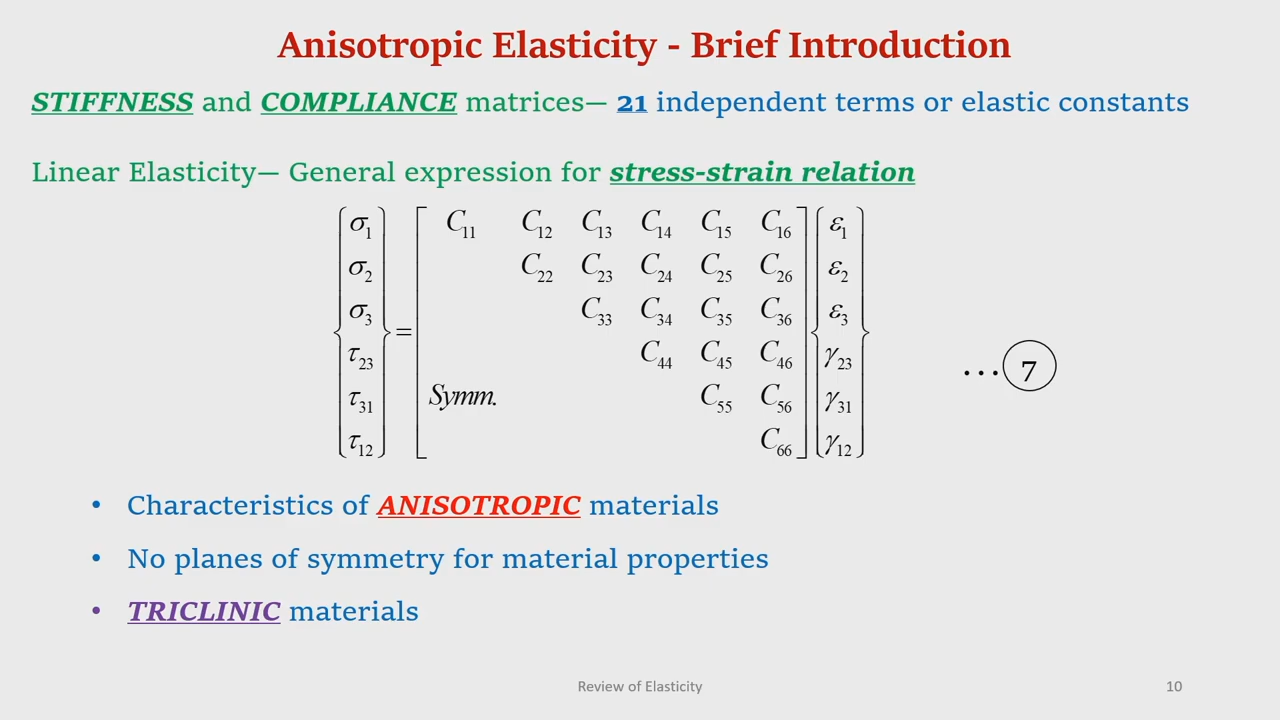 Anisotropic Elasticity - Brief Introduction
STIFFNESS and COMPLIANCE matrices— 21 independent terms or elastic constants
Linear Elasticity— General expression for stress-strain relation
σ1 C11 C12 C13 C14 C15 C16 ε1
σ2 C22 C23 C24 C25 C26 ε2
σ3 C33 C34 C35 C36 ε3
=
τ23 C44 C45 C46 γ23
... 7
τ31 Symm. C55 C56 γ31
τ12 C66 γ12
• Characteristics of ANISOTROPIC materials
• No planes of symmetry for material properties
• TRICLINIC materials
Review of Elasticity 10